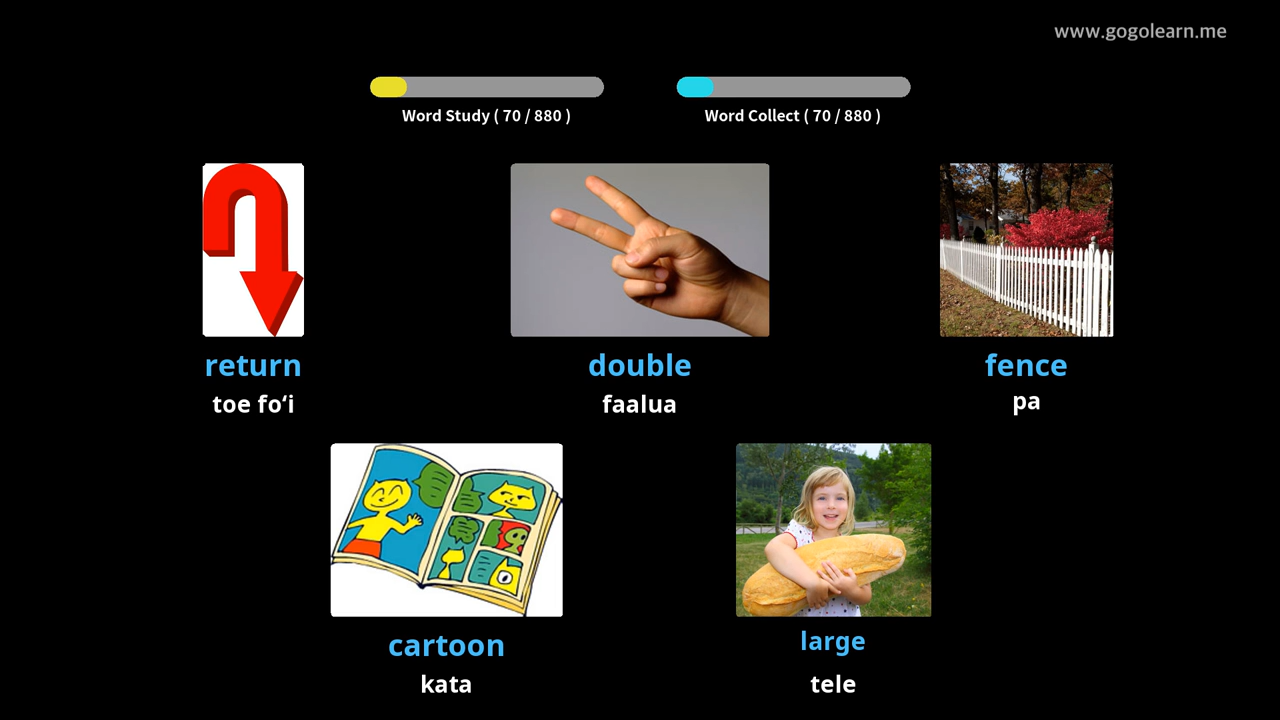 www.gogolearn.me
Word Study ( 70 / 880 )
Word Collect ( 70 / 880 )
return
toe fo‘i
double
faalua
fence
pa
cartoon
kata
large
tele